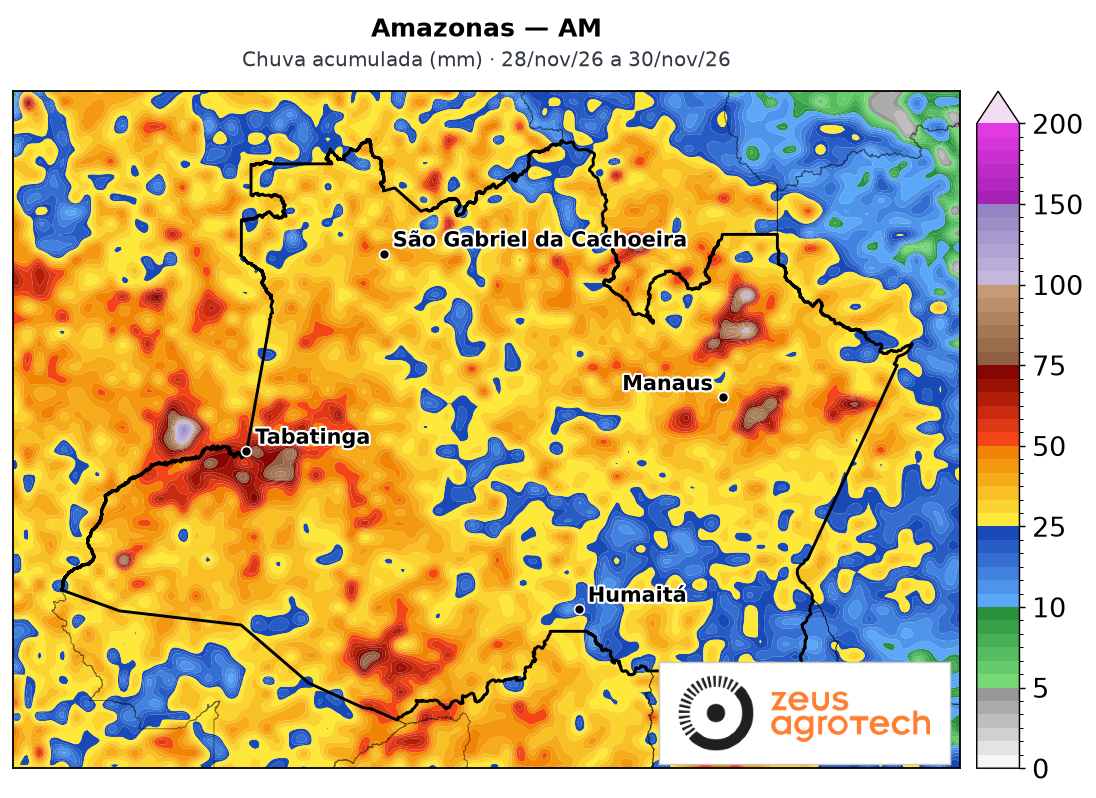 Amazonas — AM
Chuva acumulada (mm) · 28/nov/26 a 30/nov/26
São Gabriel da Cachoeira
Manaus
Tabatinga
Humaitá
200
150
100
75
50
25
10
5
0
zeus
agrotech